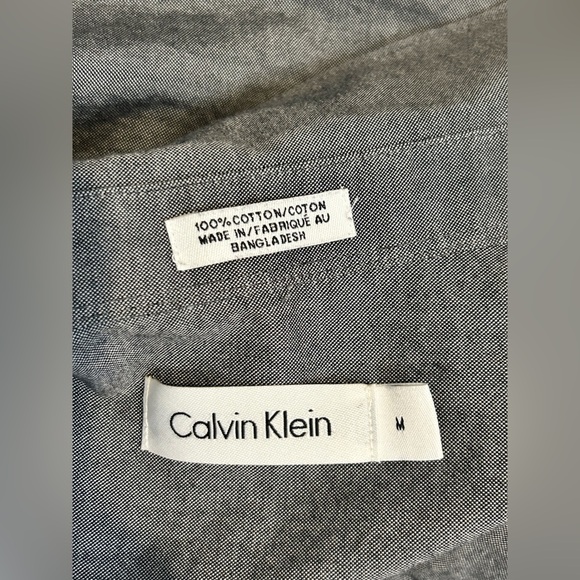 100% COTTON/COTON
MADE IN/FABRIQUÉ AU
BANGLADESH
Calvin Klein
M